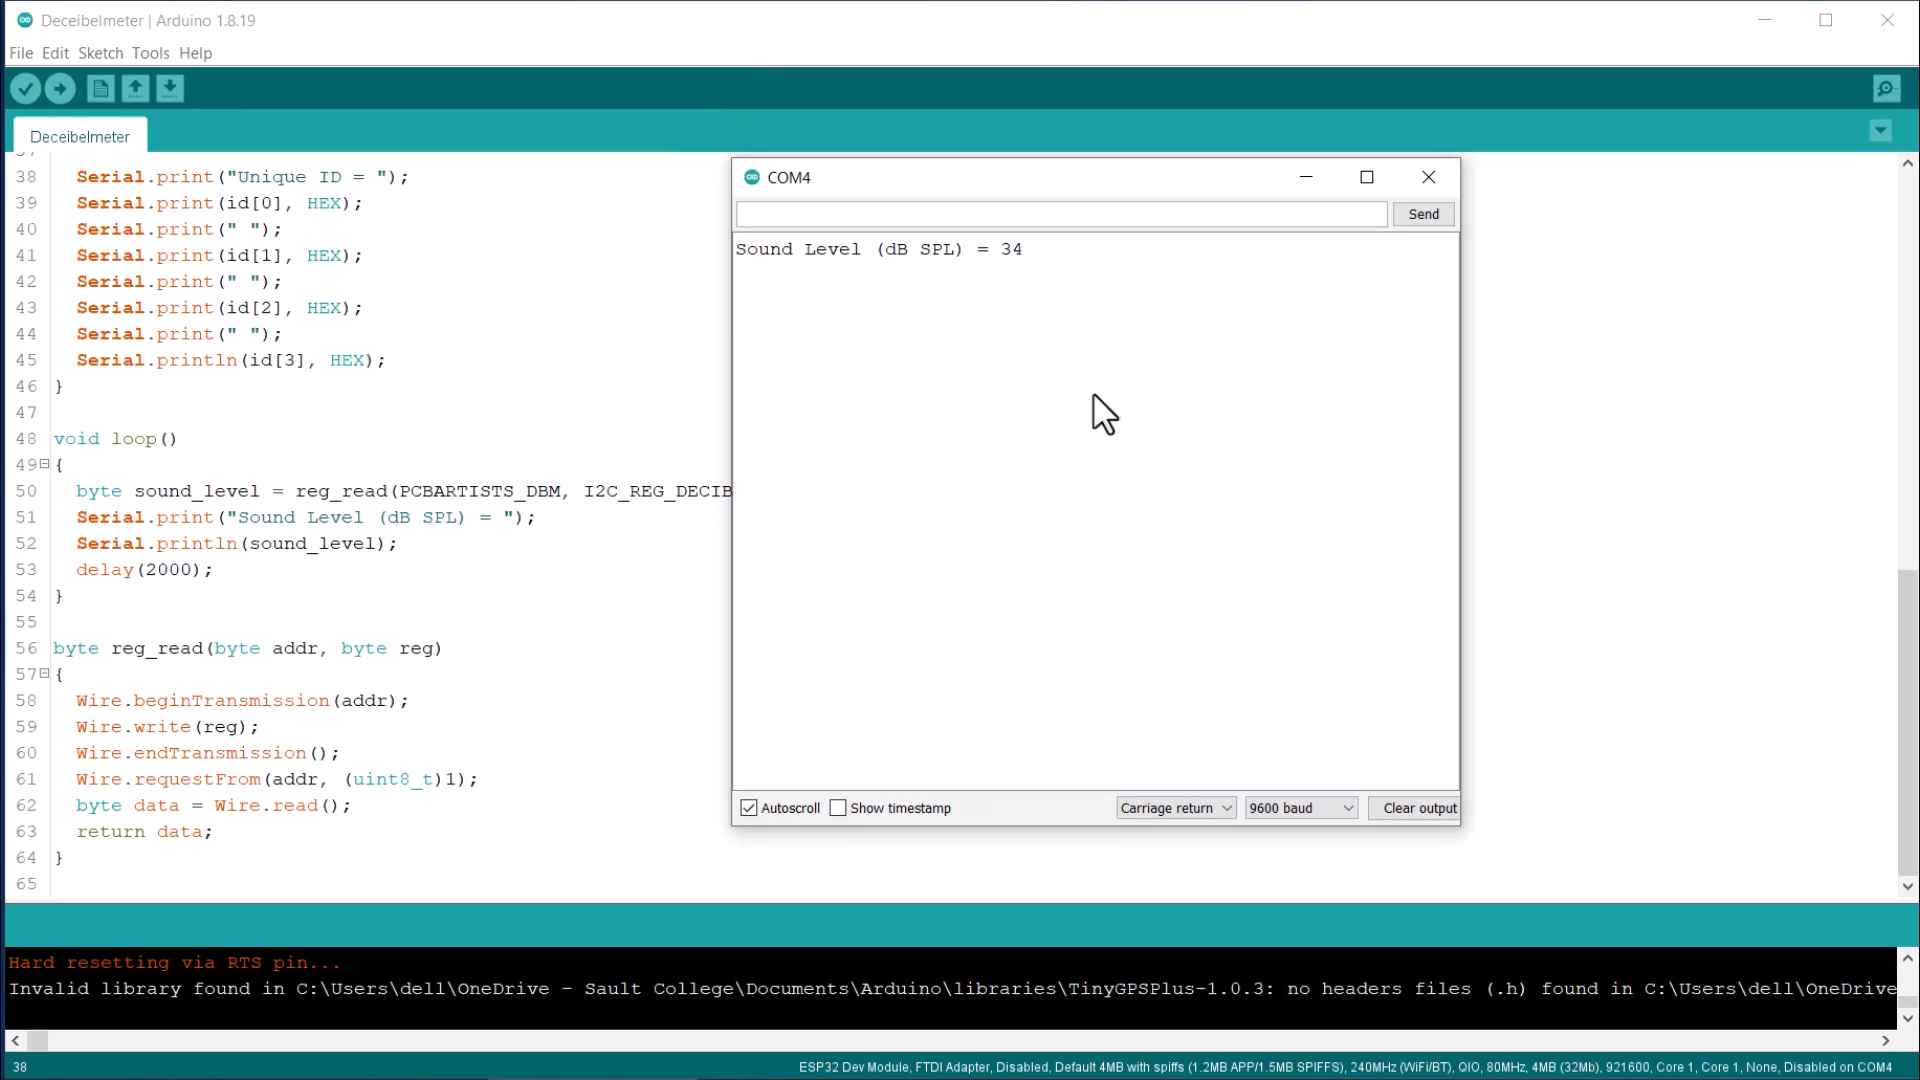 Deceibelmeter | Arduino 1.8.19
File Edit Sketch Tools Help
Deceibelmeter
38 Serial.print("Unique ID = ");
39 Serial.print(id[0], HEX);
40 Serial.print(" ");
41 Serial.print(id[1], HEX);
42 Serial.print(" ");
43 Serial.print(id[2], HEX);
44 Serial.print(" ");
45 Serial.println(id[3], HEX);
46 }
47
48 void loop()
49 {
50 byte sound_level = reg_read(PCBARTISTS_DBM, I2C_REG_DECIB
51 Serial.print("Sound Level (dB SPL) = ");
52 Serial.println(sound_level);
53 delay(2000);
54 }
55
56 byte reg_read(byte addr, byte reg)
57 {
58 Wire.beginTransmission(addr);
59 Wire.write(reg);
60 Wire.endTransmission();
61 Wire.requestFrom(addr, (uint8_t)1);
62 byte data = Wire.read();
63 return data;
64 }
65
COM4
Send
Sound Level (dB SPL) = 34
Autoscroll Show timestamp Carriage return 9600 baud Clear output
Hard resetting via RTS pin...
Invalid library found in C:\Users\dell\OneDrive - Sault College\Documents\Arduino\libraries\TinyGPSPlus-1.0.3: no headers files (.h) found in C:\Users\dell\OneDrive
38 ESP32 Dev Module, FTDI Adapter, Disabled, Default 4MB with spiffs (1.2MB APP/1.5MB SPIFFS), 240MHz (WiFi/BT), QIO, 80MHz, 4MB (32Mb), 921600, Core 1, Core 1, None, Disabled on COM4